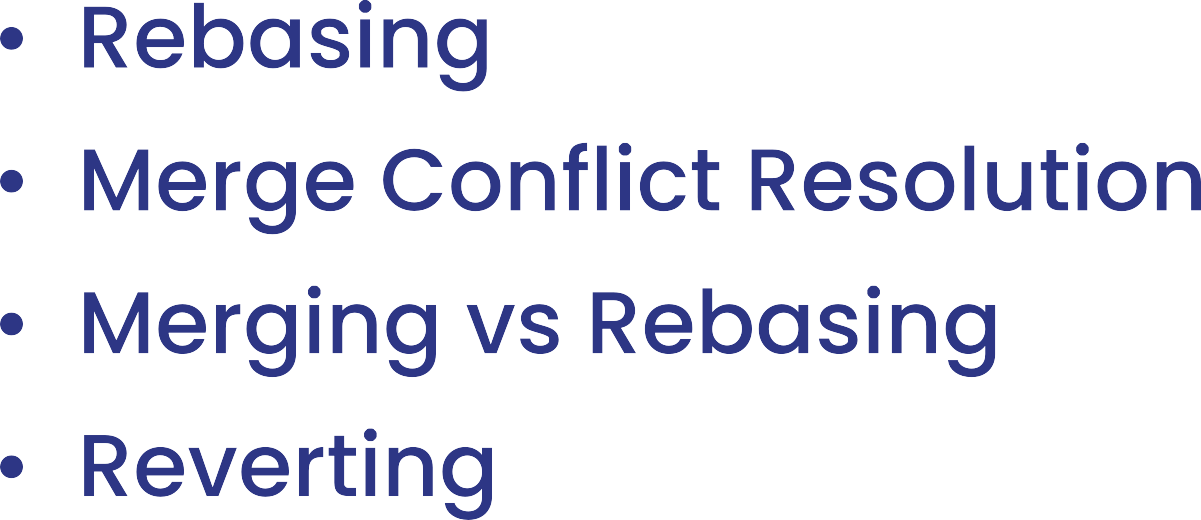 • Rebasing
• Merge Conflict Resolution
• Merging vs Rebasing
• Reverting